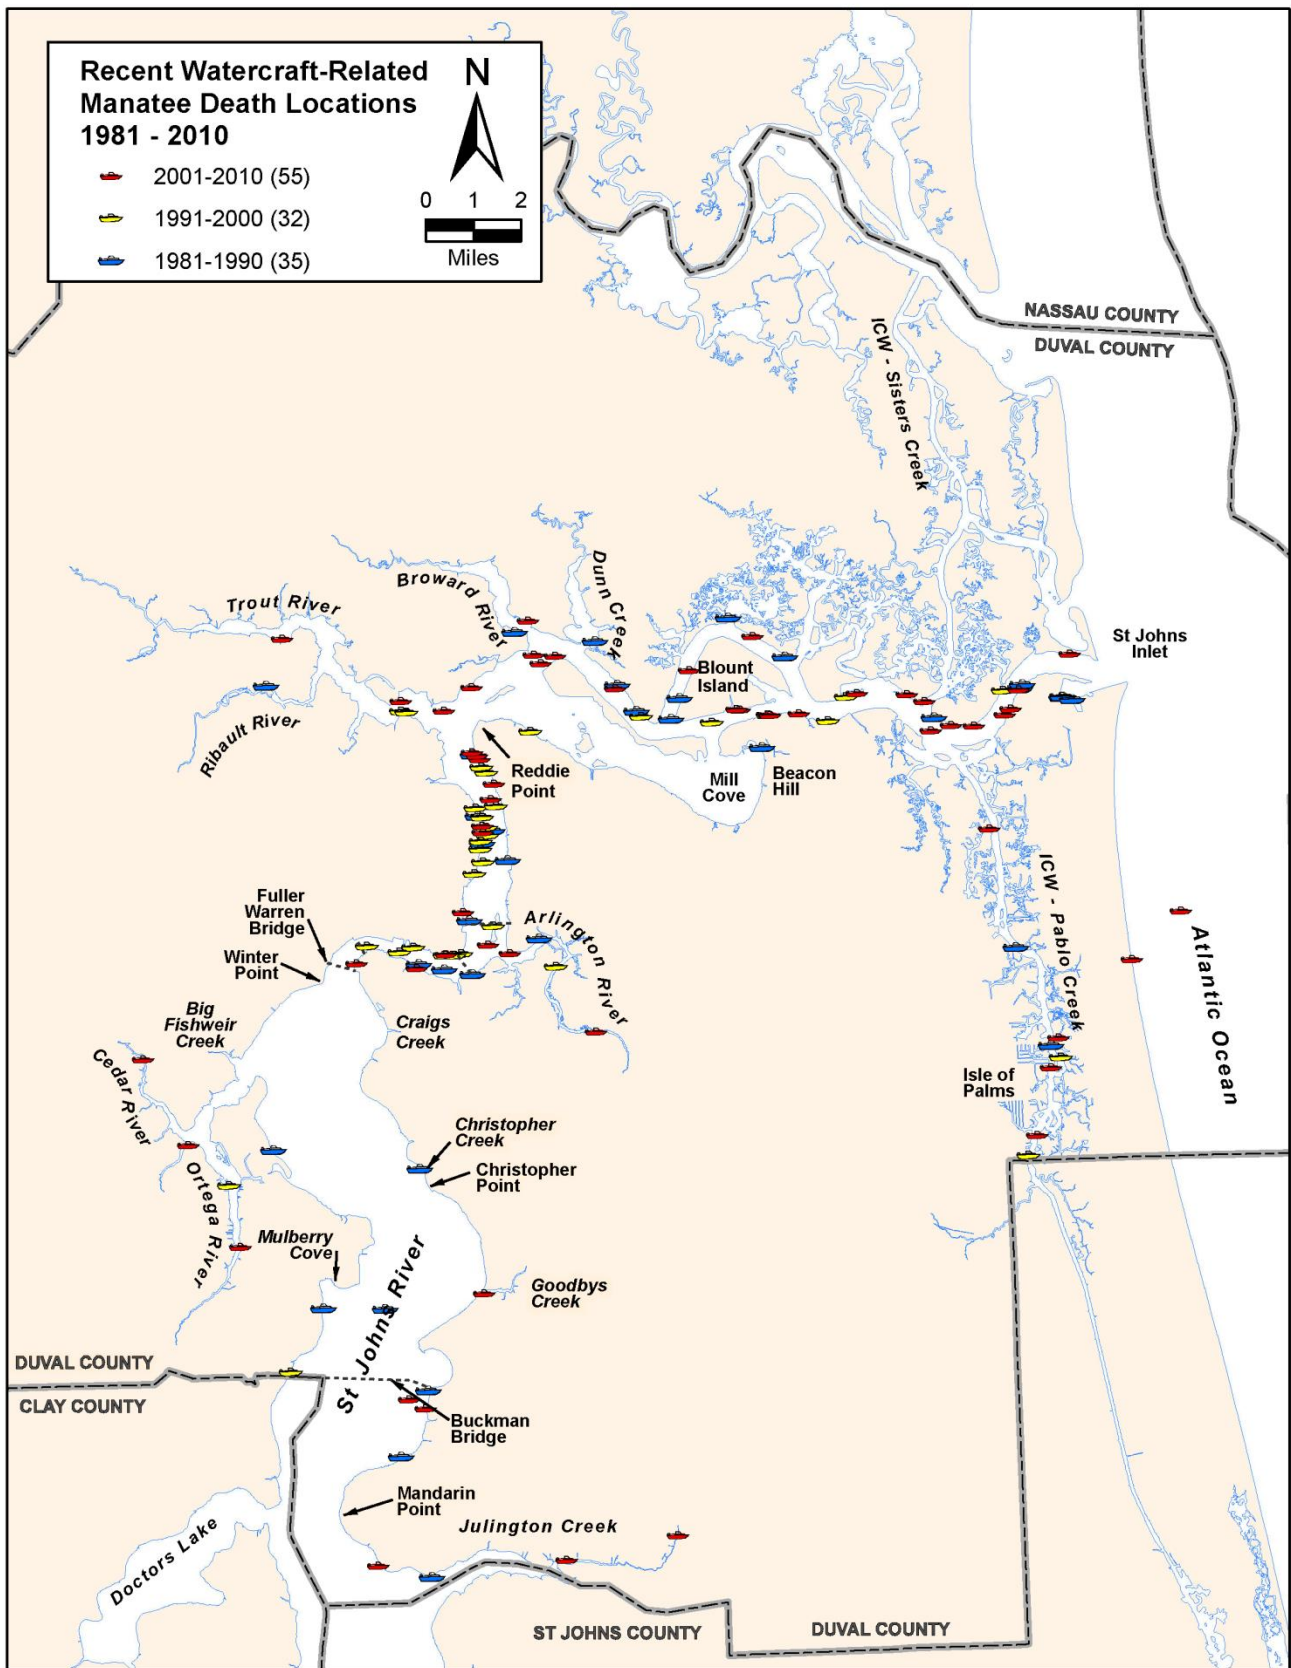 Recent Watercraft-Related
Manatee Death Locations
1981 - 2010
2001-2010 (55)
1991-2000 (32)
1981-1990 (35)
N
0 1 2
Miles
NASSAU COUNTY
DUVAL COUNTY
ICW - Sisters Creek
Trout River
Broward River
Dunn Creek
St Johns
Inlet
Blount
Island
Ribault River
Reddie
Point
Mill
Cove
Beacon
Hill
Fuller
Warren
Bridge
Winter
Point
Arlington River
ICW - Pablo Creek
Atlantic Ocean
Big
Fishweir
Creek
Craigs
Creek
Cedar River
Isle of
Palms
Christopher
Creek
Christopher
Point
Ortega River
Mulberry
Cove
St Johns River
Goodbys
Creek
DUVAL COUNTY
CLAY COUNTY
Buckman
Bridge
Mandarin
Point
Julington Creek
Doctors Lake
ST JOHNS COUNTY
DUVAL COUNTY